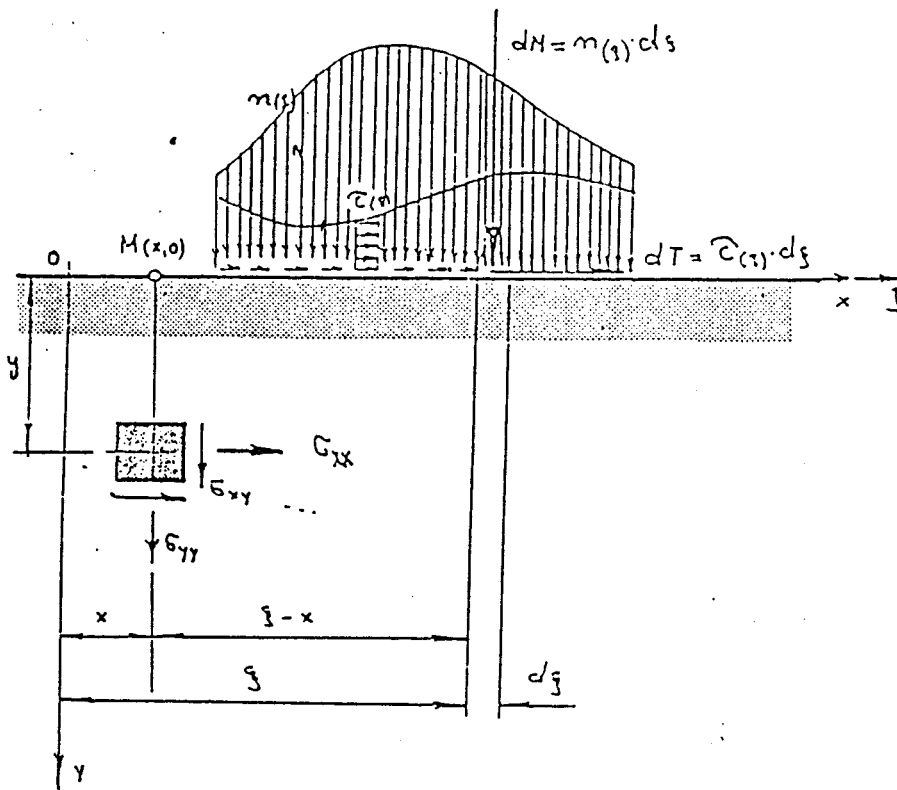 dN = n(ξ)·dξ
n(ξ)
τ(ξ)
O
M(x,0)
dT = τ(ξ)·dξ
x
y
σxx
σxy
...
σyy
x
ξ - x
ξ
dξ
y